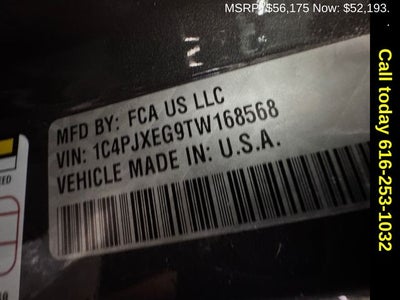 MSRP: $56,175 Now: $52,193.
MFD BY: FCA US LLC
VIN: 1C4PJXEG9TW168568
VEHICLE MADE IN: U.S.A.
Call today 616-253-1032